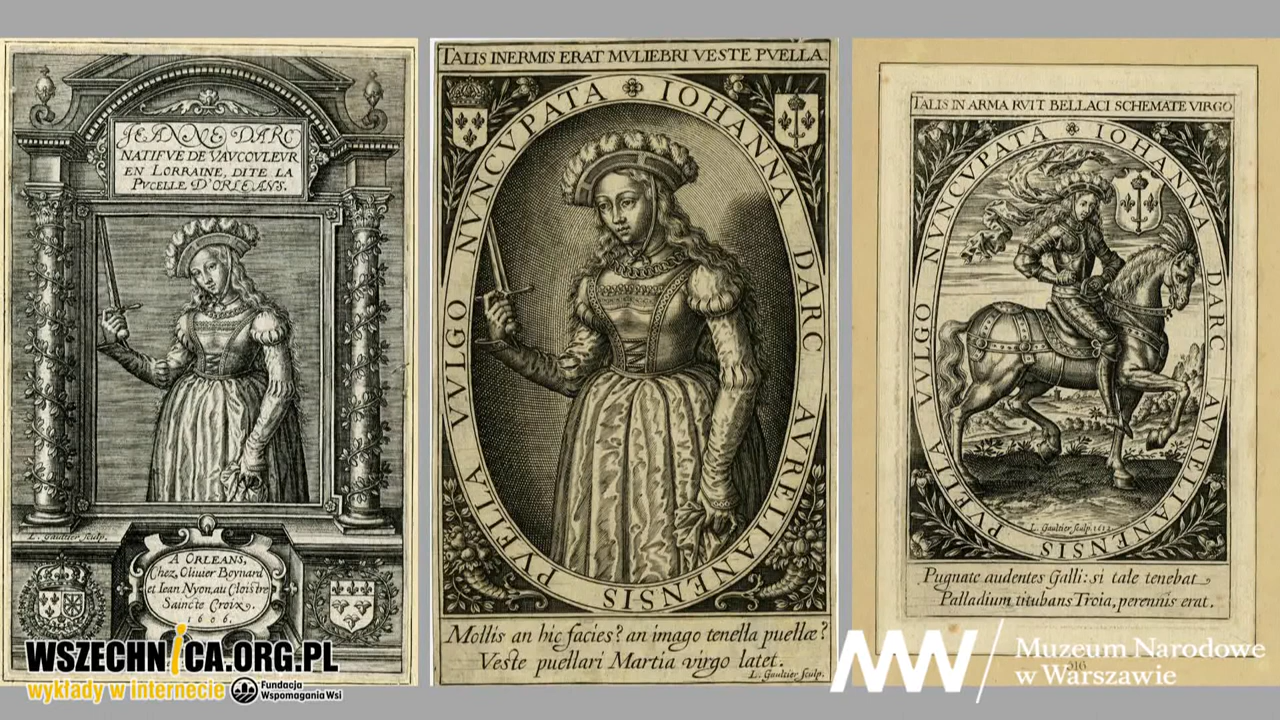 JEANNE DARC
NATIFVE DE VAVCOVLEVR
EN LORRAINE, DITE LA
PVCELLE D'ORLEANS.
L. Gaultier sculp.
A ORLEANS,
Chez, Olivier Boynard
et Iean Nyon, au Cloistre
Saincte Croix.
1606.
TALIS INERMIS ERAT MVLIEBRI VESTE PVELLA.
IOHANNA DARC AVRELIANENSIS PVELLA VVLGO NVNCVPATA
Mollis an hic facies? an imago tenella puellæ?
Veste puellari Martia virgo latet.
L. Gaultier sculp.
TALIS IN ARMA RVIT BELLACI SCHEMATE VIRGO
IOHANNA DARC AVRELIANENSIS PVELLA VVLGO NVNCVPATA
L. Gaultier sculp. 1612
Pugnate audentes Galli: si tale tenebat
Palladium titubans Troia, perennis erat.
WSZECHNICA.ORG.PL
wykłady w internecie
Fundacja
Wspomagania Wsi
MNW
Muzeum Narodowe
w Warszawie